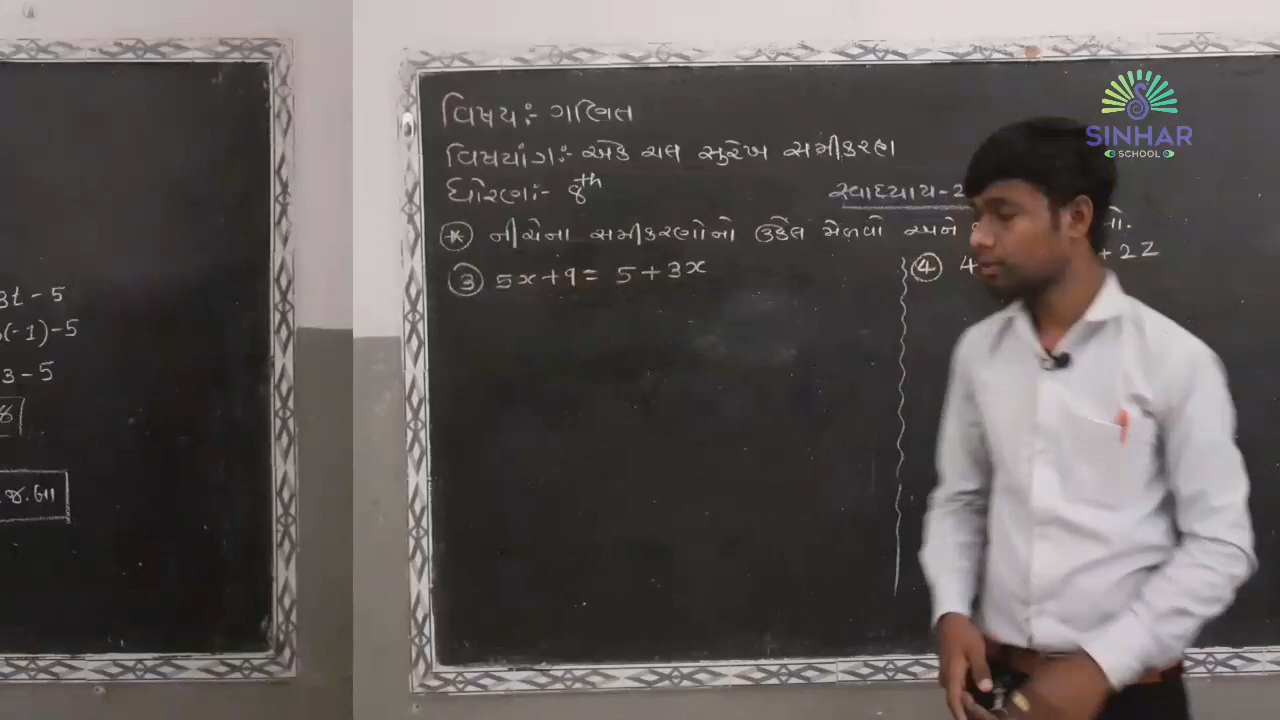 3t - 5
(-1) - 5
3 - 5
8
.જ.બા
વિષય:- ગણિત
વિષયાંગ:- એક ચલ સુરેખ સમીકરણ
ધોરણ:- 8th
સ્વાધ્યાય-2
* નીચેના સમીકરણોનો ઉકેલ મેળવો અને
3 5x + 9 = 5 + 3x
4 4 + 2z
SINHAR
SCHOOL